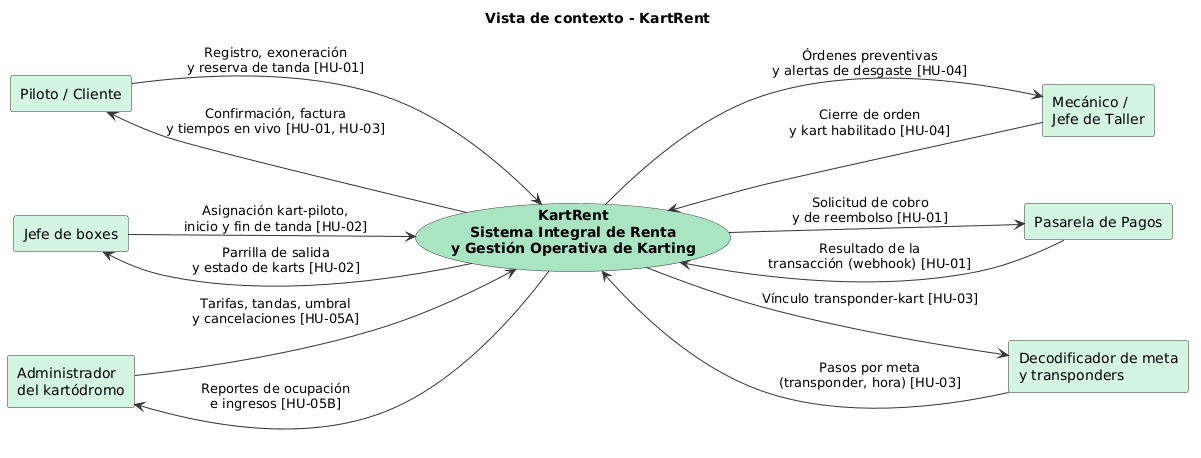 Vista de contexto - KartRent
Registro, exoneración
y reserva de tanda [HU-01]
Piloto / Cliente
Confirmación, factura
y tiempos en vivo [HU-01, HU-03]
Órdenes preventivas
y alertas de desgaste [HU-04]
Mecánico /
Jefe de Taller
Cierre de orden
y kart habilitado [HU-04]
Asignación kart-piloto,
inicio y fin de tanda [HU-02]
Jefe de boxes
Parrilla de salida
y estado de karts [HU-02]
KartRent
Sistema Integral de Renta
y Gestión Operativa de Karting
Solicitud de cobro
y de reembolso [HU-01]
Pasarela de Pagos
Resultado de la
transacción (webhook) [HU-01]
Tarifas, tandas, umbral
y cancelaciones [HU-05A]
Administrador
del kartódromo
Reportes de ocupación
e ingresos [HU-05B]
Vínculo transponder-kart [HU-03]
Decodificador de meta
y transponders
Pasos por meta
(transponder, hora) [HU-03]